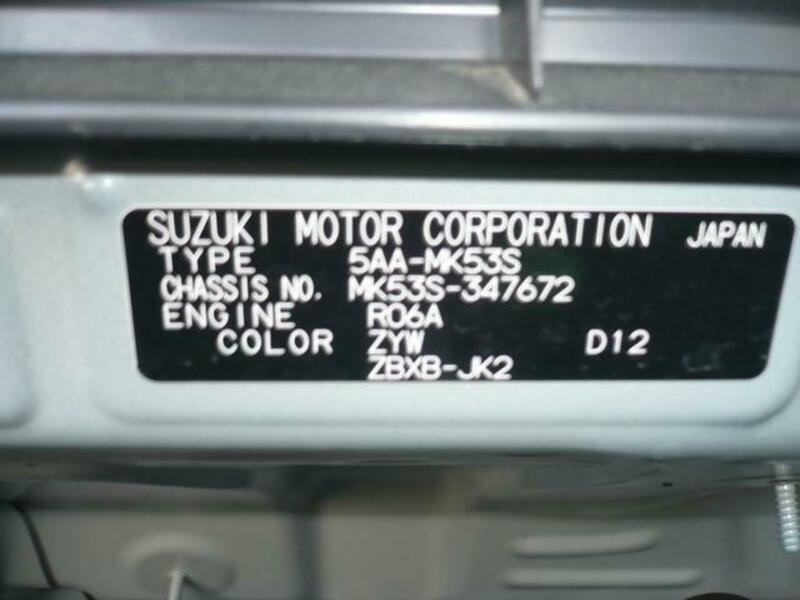 SUZUKI MOTOR CORPORATION JAPAN
TYPE 5AA-MK53S
CHASSIS NO. MK53S-347672
ENGINE R06A
COLOR ZYW D12
ZBXB-JK2